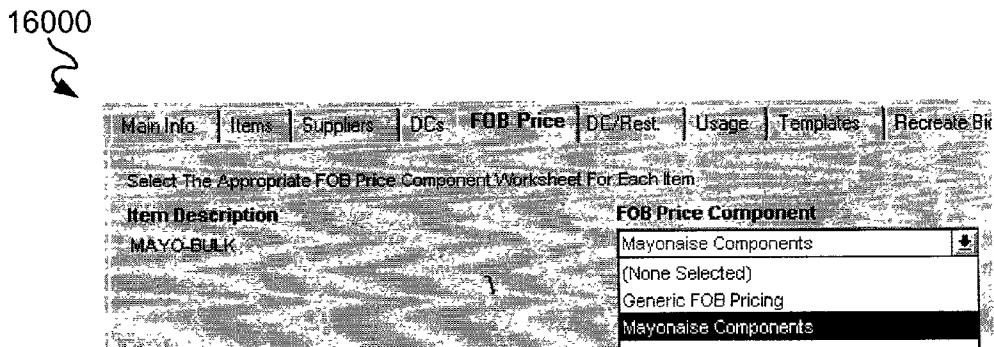 16000
Main Info Items Suppliers DCs FOB Price DC/Rest. Usage Templates Recreate Bi
Select The Appropriate FOB Price Component Worksheet For Each Item
Item Description FOB Price Component
MAYO-BULK Mayonaise Components
(None Selected)
Generic FOB Pricing
Mayonaise Components